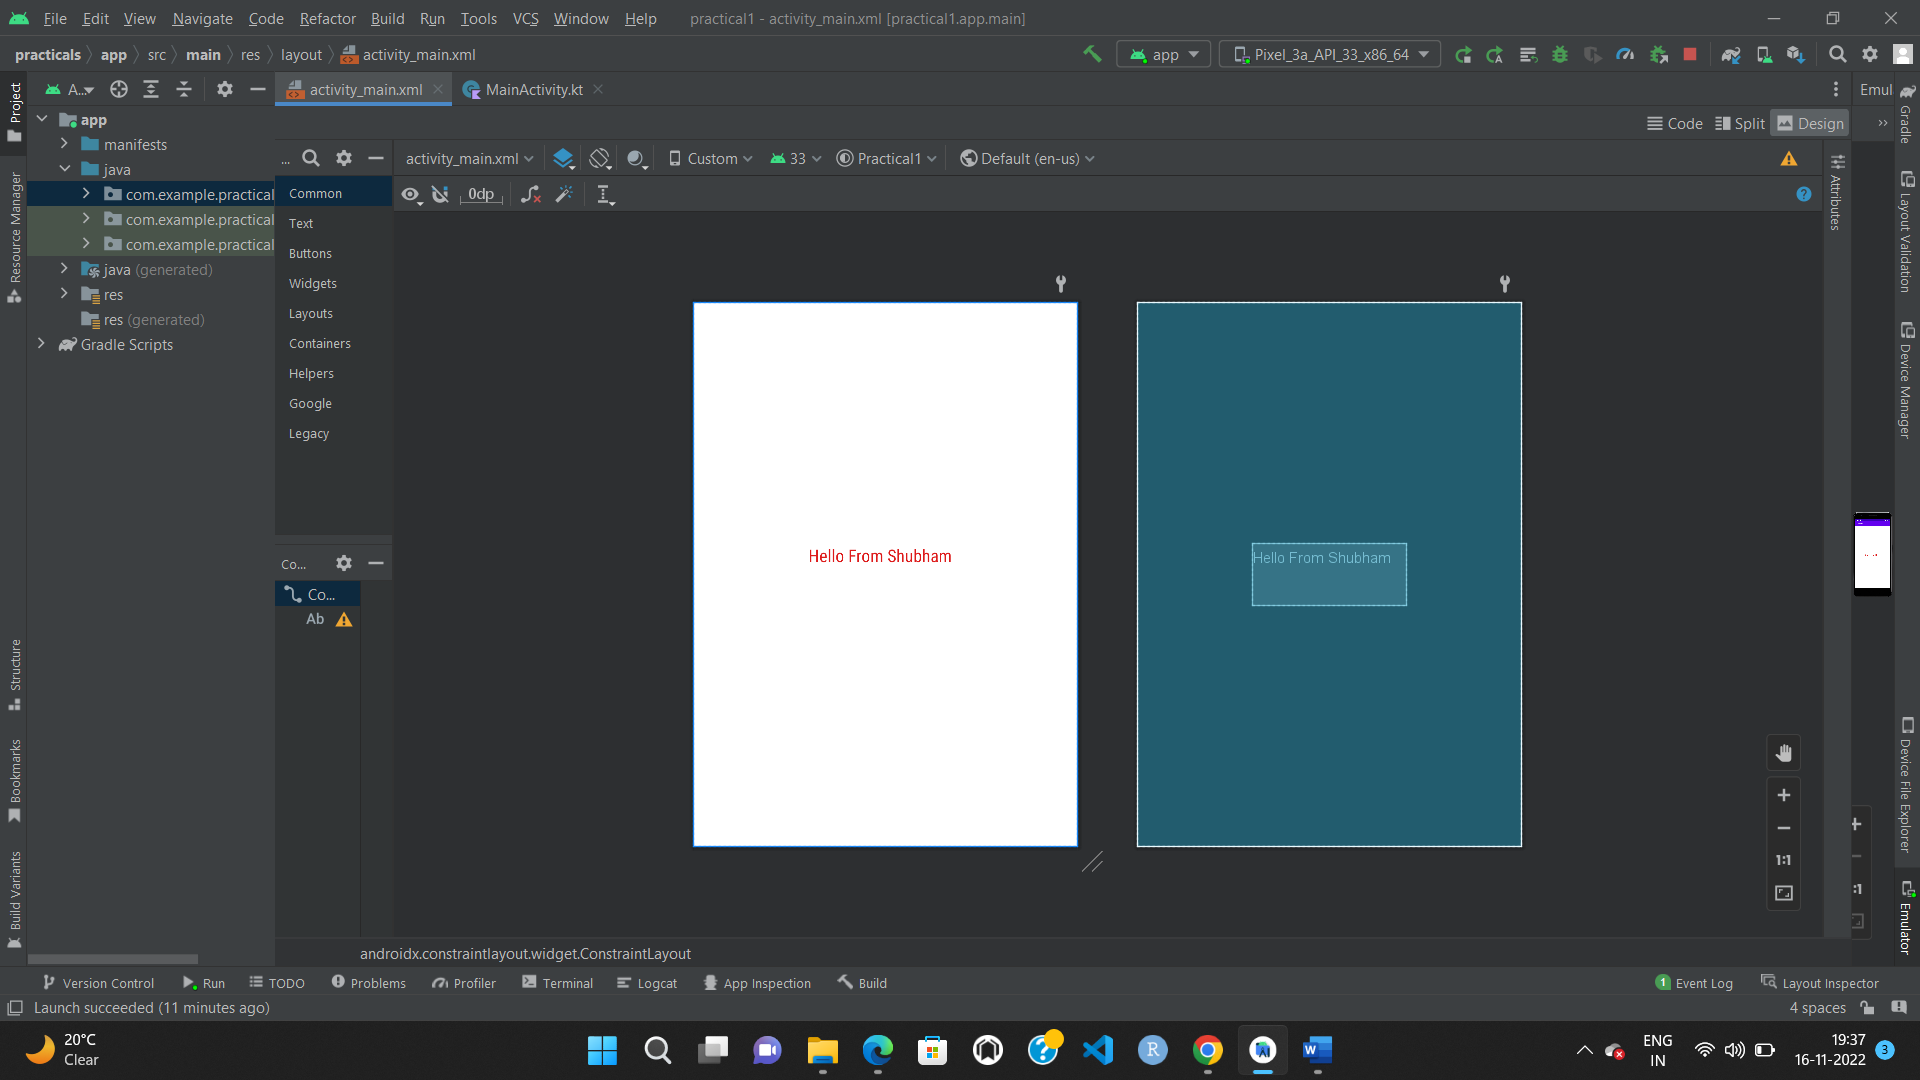 File Edit View Navigate Code Refactor Build Run Tools VCS Window Help practical1 - activity_main.xml [practical1.app.main]
practicals app src main res layout activity_main.xml app Pixel_3a_API_33_x86_64
A... activity_main.xml MainActivity.kt Emul
Code Split Design
... activity_main.xml Custom 33 Practical1 Default (en-us)
0dp
app
manifests
java
com.example.practical
com.example.practical
com.example.practical
java (generated)
res
res (generated)
Gradle Scripts
Common
Text
Buttons
Widgets
Layouts
Containers
Helpers
Google
Legacy
Co...
Co...
Ab
Hello From Shubham
Hello From Shubham
1:1
:1
Project
Resource Manager
Structure
Bookmarks
Build Variants
Attributes
Gradle
Layout Validation
Device Manager
Device File Explorer
Emulator
androidx.constraintlayout.widget.ConstraintLayout
Version Control Run TODO Problems Profiler Terminal Logcat App Inspection Build 1 Event Log Layout Inspector
Launch succeeded (11 minutes ago) 4 spaces
20°C
Clear
ENG
IN
19:37
16-11-2022
3